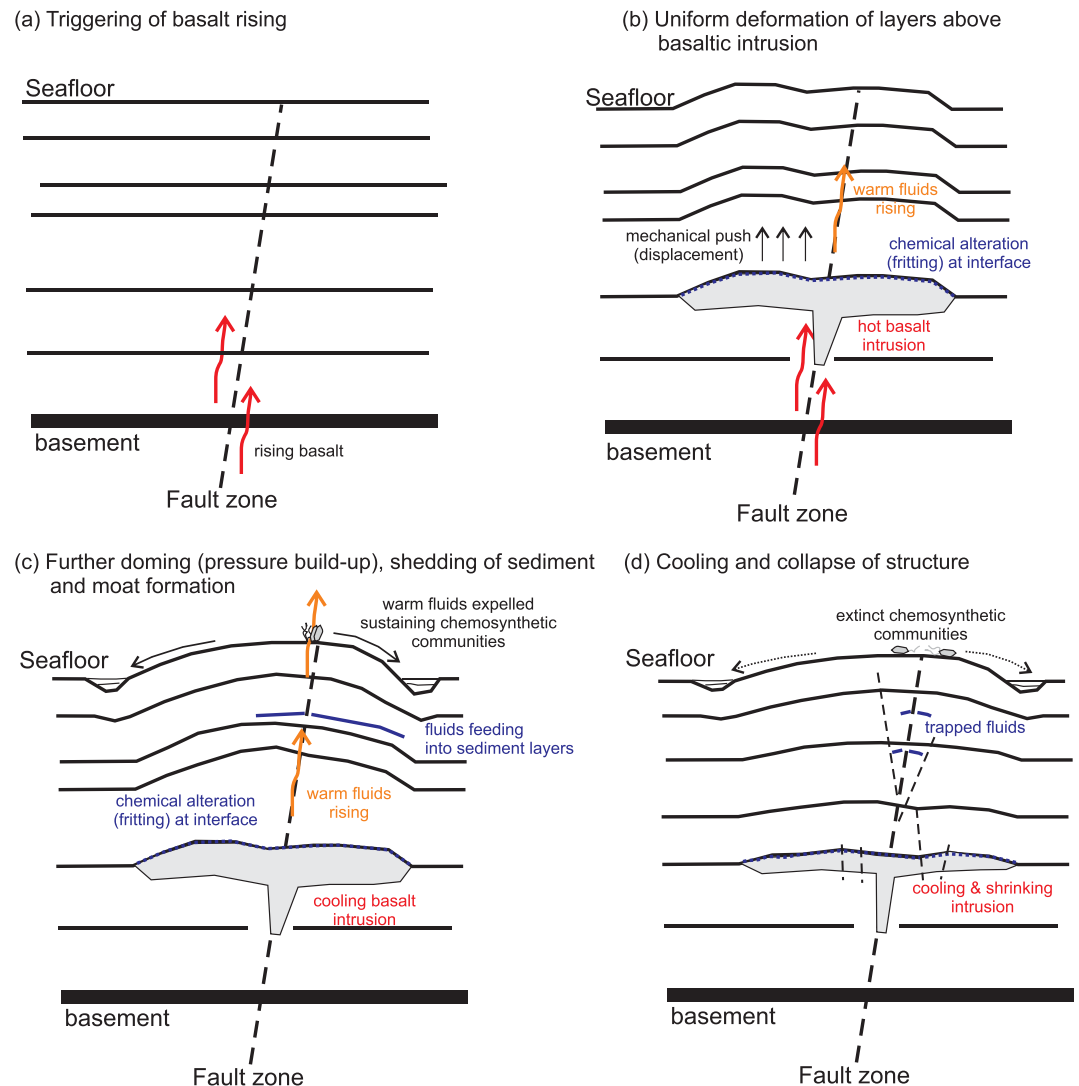 (a) Triggering of basalt rising
Seafloor
basement
rising basalt
Fault zone
(b) Uniform deformation of layers above
basaltic intrusion
Seafloor
warm fluids
rising
mechanical push
(displacement)
chemical alteration
(fritting) at interface
hot basalt
intrusion
basement
Fault zone
(c) Further doming (pressure build-up), shedding of sediment
and moat formation
warm fluids expelled
sustaining chemosynthetic
communities
Seafloor
fluids feeding
into sediment layers
chemical alteration
(fritting) at interface
warm fluids
rising
cooling basalt
intrusion
basement
Fault zone
(d) Cooling and collapse of structure
extinct chemosynthetic
communities
Seafloor
trapped fluids
cooling & shrinking
intrusion
basement
Fault zone